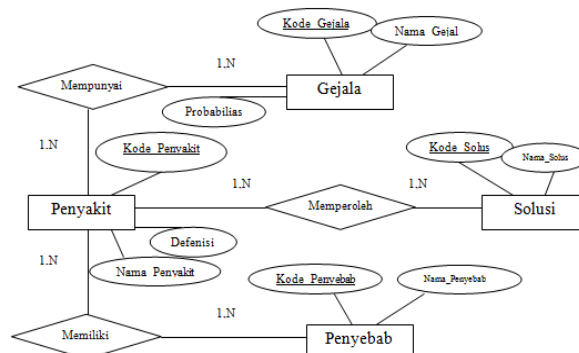 Kode_Gejala
Nama_Gejal
1,N
Mempunyai
Gejala
Probabilias
1,N
Kode_Penyakit
Kode_Solus
Nama_Solus
1,N
1,N
Penyakit
Memperoleh
Solusi
Defenisi
1,N
Nama_Penyakit
Kode_Penyebab
Nama_Penyebab
1,N
Memiliki
Penyebab